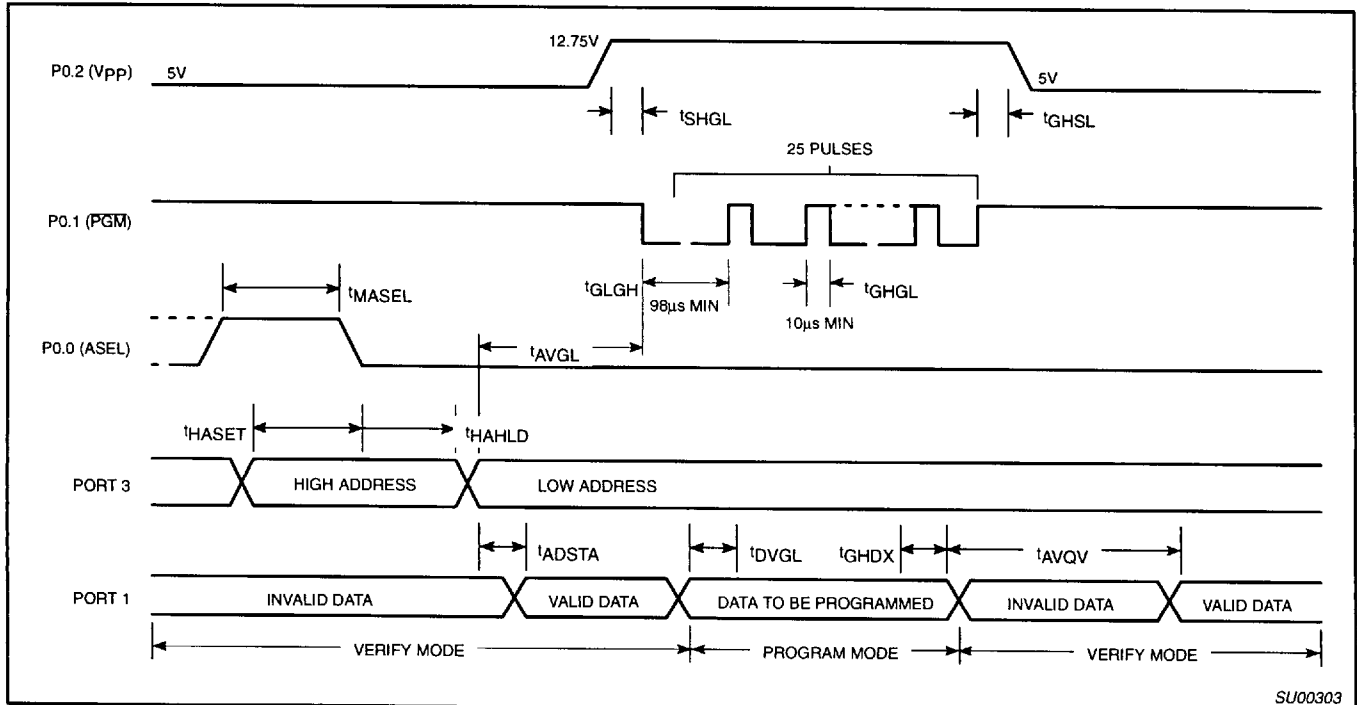 12.75V
P0.2 (VPP)
5V
5V
tSHGL
tGHSL
25 PULSES
P0.1 (PGM)
tMASEL
tGLGH
98µs MIN
tGHGL
10µs MIN
P0.0 (ASEL)
tAVGL
tHASET
tHAHLD
PORT 3
HIGH ADDRESS
LOW ADDRESS
tADSTA
tDVGL
tGHDX
tAVQV
PORT 1
INVALID DATA
VALID DATA
DATA TO BE PROGRAMMED
INVALID DATA
VALID DATA
VERIFY MODE
PROGRAM MODE
VERIFY MODE
SU00303